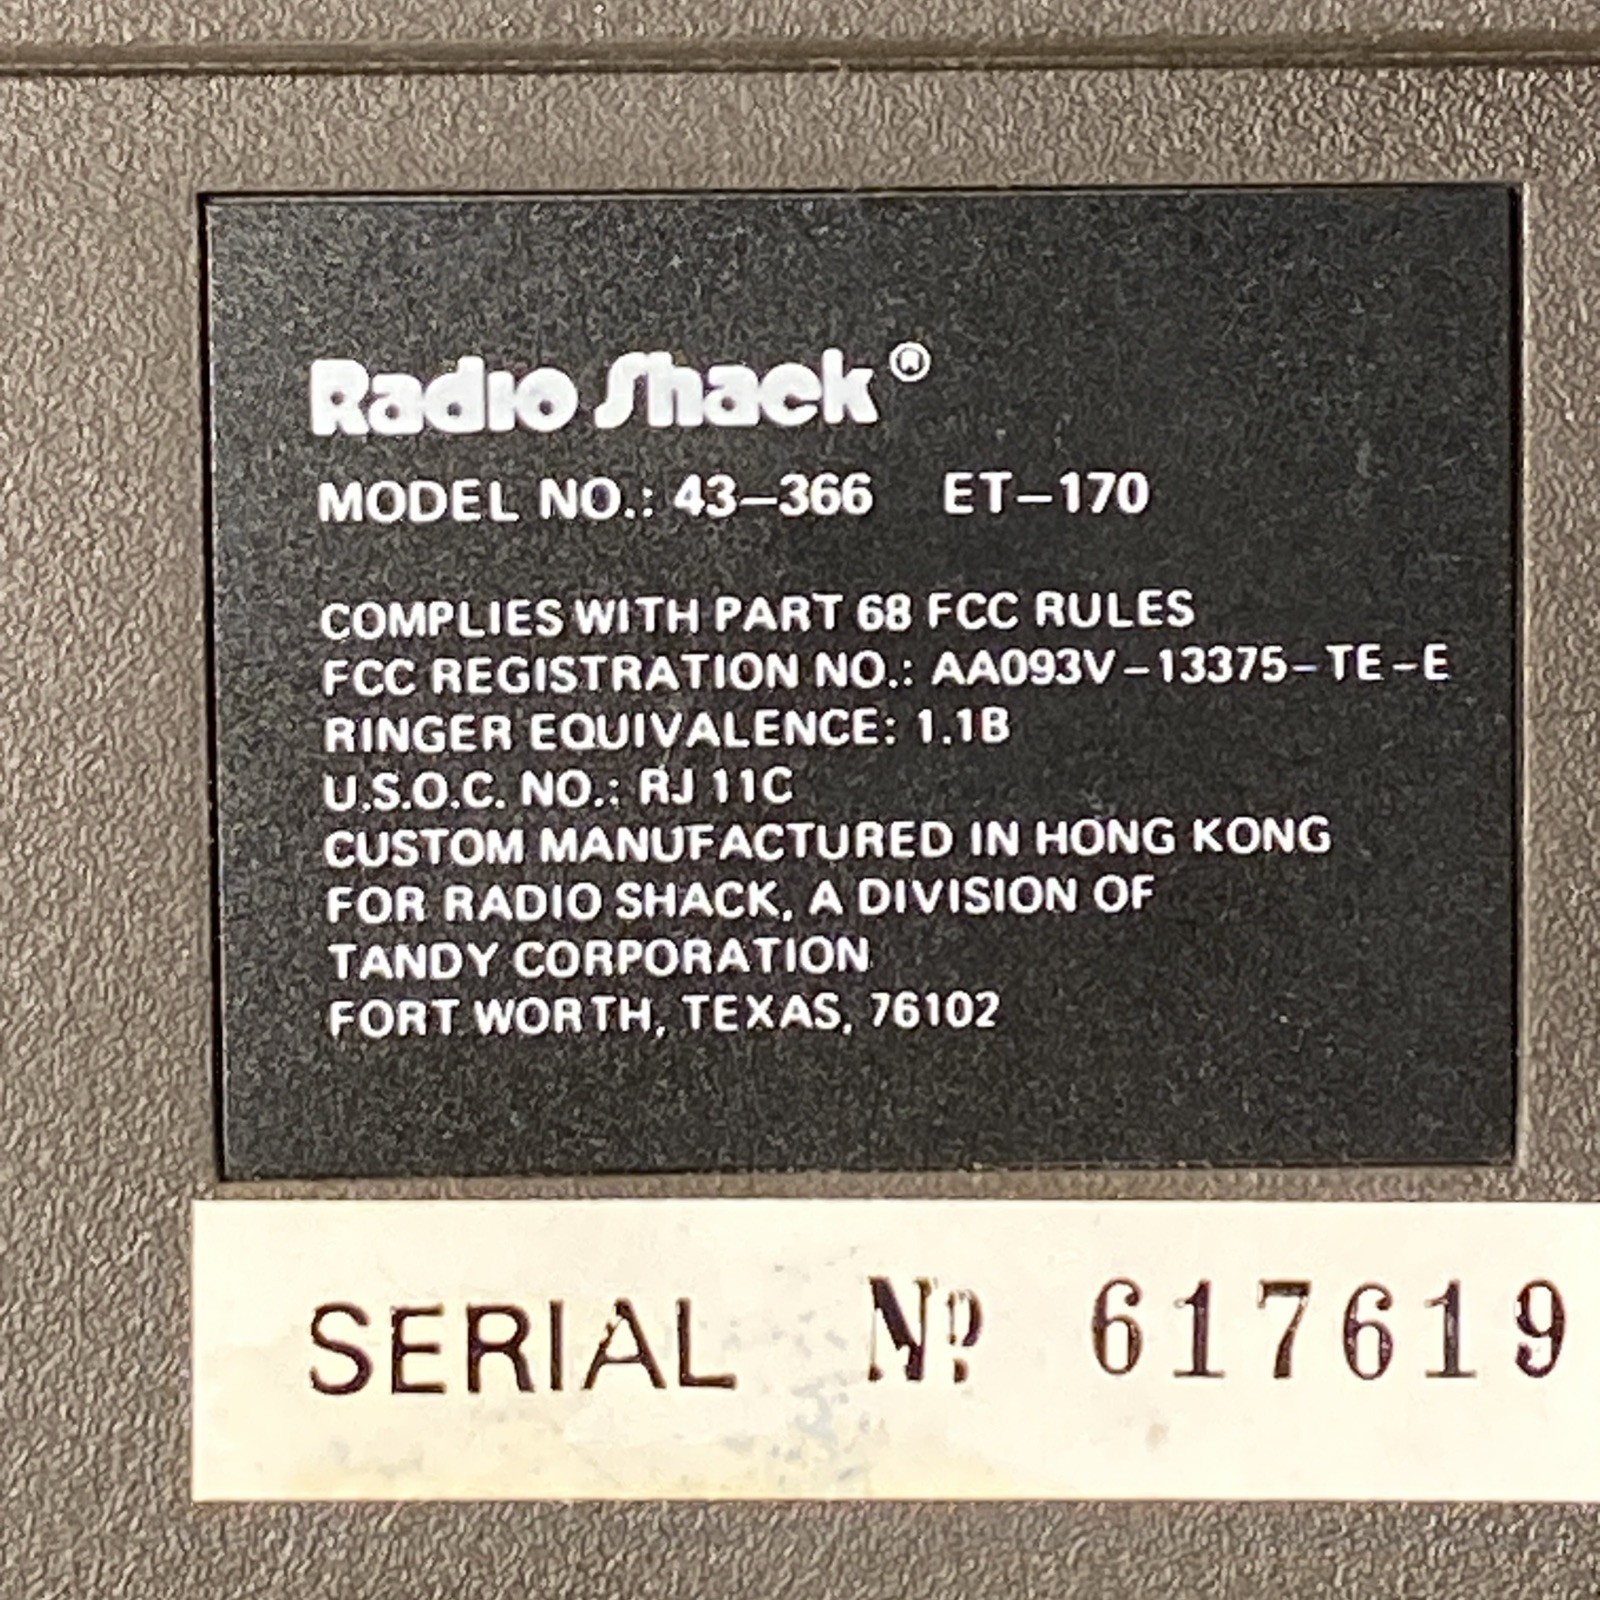 Radio Shack®
MODEL NO.: 43–366 ET–170
COMPLIES WITH PART 68 FCC RULES
FCC REGISTRATION NO.: AA093V–13375–TE–E
RINGER EQUIVALENCE: 1.1B
U.S.O.C. NO.: RJ 11C
CUSTOM MANUFACTURED IN HONG KONG
FOR RADIO SHACK, A DIVISION OF
TANDY CORPORATION
FORT WORTH, TEXAS, 76102
SERIAL Nº 617619